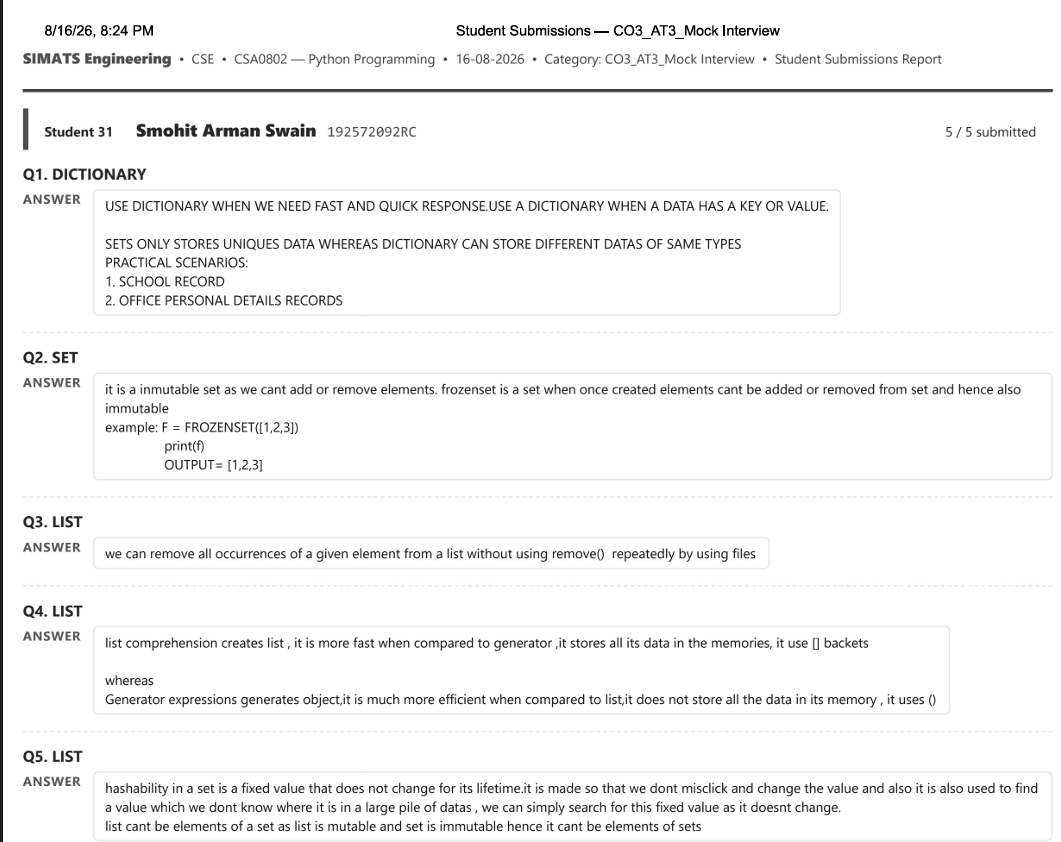 8/16/26, 8:24 PM Student Submissions — CO3_AT3_Mock Interview
SIMATS Engineering • CSE • CSA0802 — Python Programming • 16-08-2026 • Category: CO3_AT3_Mock Interview • Student Submissions Report
Student 31 Smohit Arman Swain 192572092RC 5 / 5 submitted
Q1. DICTIONARY
ANSWER
USE DICTIONARY WHEN WE NEED FAST AND QUICK RESPONSE.USE A DICTIONARY WHEN A DATA HAS A KEY OR VALUE.
SETS ONLY STORES UNIQUES DATA WHEREAS DICTIONARY CAN STORE DIFFERENT DATAS OF SAME TYPES
PRACTICAL SCENARIOS:
1. SCHOOL RECORD
2. OFFICE PERSONAL DETAILS RECORDS
Q2. SET
ANSWER
it is a inmutable set as we cant add or remove elements. frozenset is a set when once created elements cant be added or removed from set and hence also
immutable
example: F = FROZENSET([1,2,3])
print(f)
OUTPUT= [1,2,3]
Q3. LIST
ANSWER
we can remove all occurrences of a given element from a list without using remove() repeatedly by using files
Q4. LIST
ANSWER
list comprehension creates list , it is more fast when compared to generator ,it stores all its data in the memories, it use [] backets
whereas
Generator expressions generates object,it is much more efficient when compared to list,it does not store all the data in its memory , it uses ()
Q5. LIST
ANSWER
hashability in a set is a fixed value that does not change for its lifetime.it is made so that we dont misclick and change the value and also it is also used to find
a value which we dont know where it is in a large pile of datas , we can simply search for this fixed value as it doesnt change.
list cant be elements of a set as list is mutable and set is immutable hence it cant be elements of sets